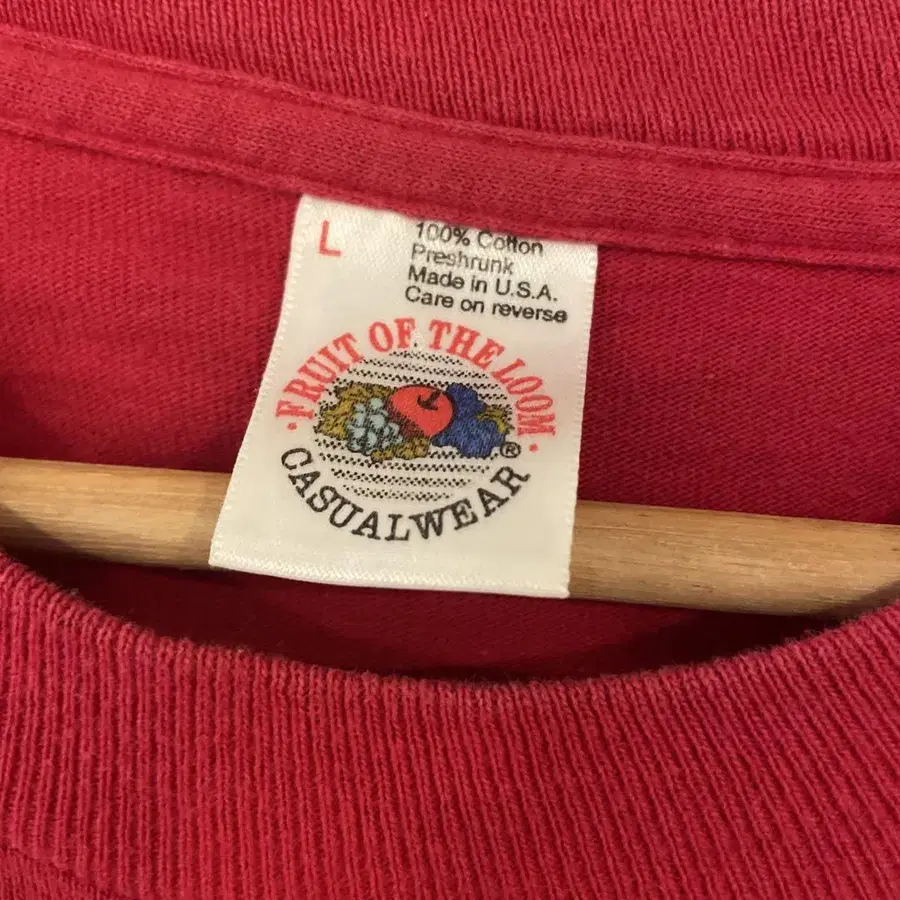 L
100% Cotton
Preshrunk
Made in U.S.A.
Care on reverse
·FRUIT OF THE LOOM·
®
CASUALWEAR